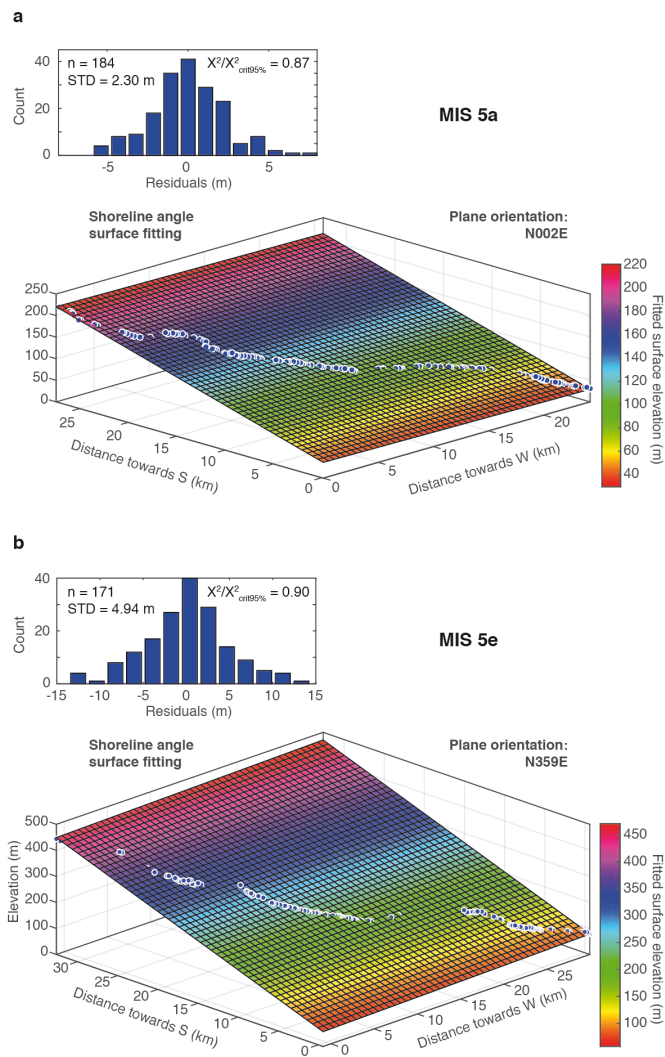 a
n = 184
STD = 2.30 m
X²/X²crit95% = 0.87
Count
40
20
0
-5
0
5
Residuals (m)
MIS 5a
Shoreline angle
surface fitting
Plane orientation:
N002E
250
200
150
100
50
0
25
20
15
10
5
0
Distance towards S (km)
0
5
10
15
20
Distance towards W (km)
220
200
180
160
140
120
100
80
60
40
Fitted surface elevation (m)
b
n = 171
STD = 4.94 m
X²/X²crit95% = 0.90
Count
40
20
0
-15
-10
-5
0
5
10
15
Residuals (m)
MIS 5e
Shoreline angle
surface fitting
Plane orientation:
N359E
Elevation (m)
500
400
300
200
100
0
30
25
20
15
10
5
0
Distance towards S (km)
0
5
10
15
20
25
Distance towards W (km)
450
400
350
300
250
200
150
100
Fitted surface elevation (m)